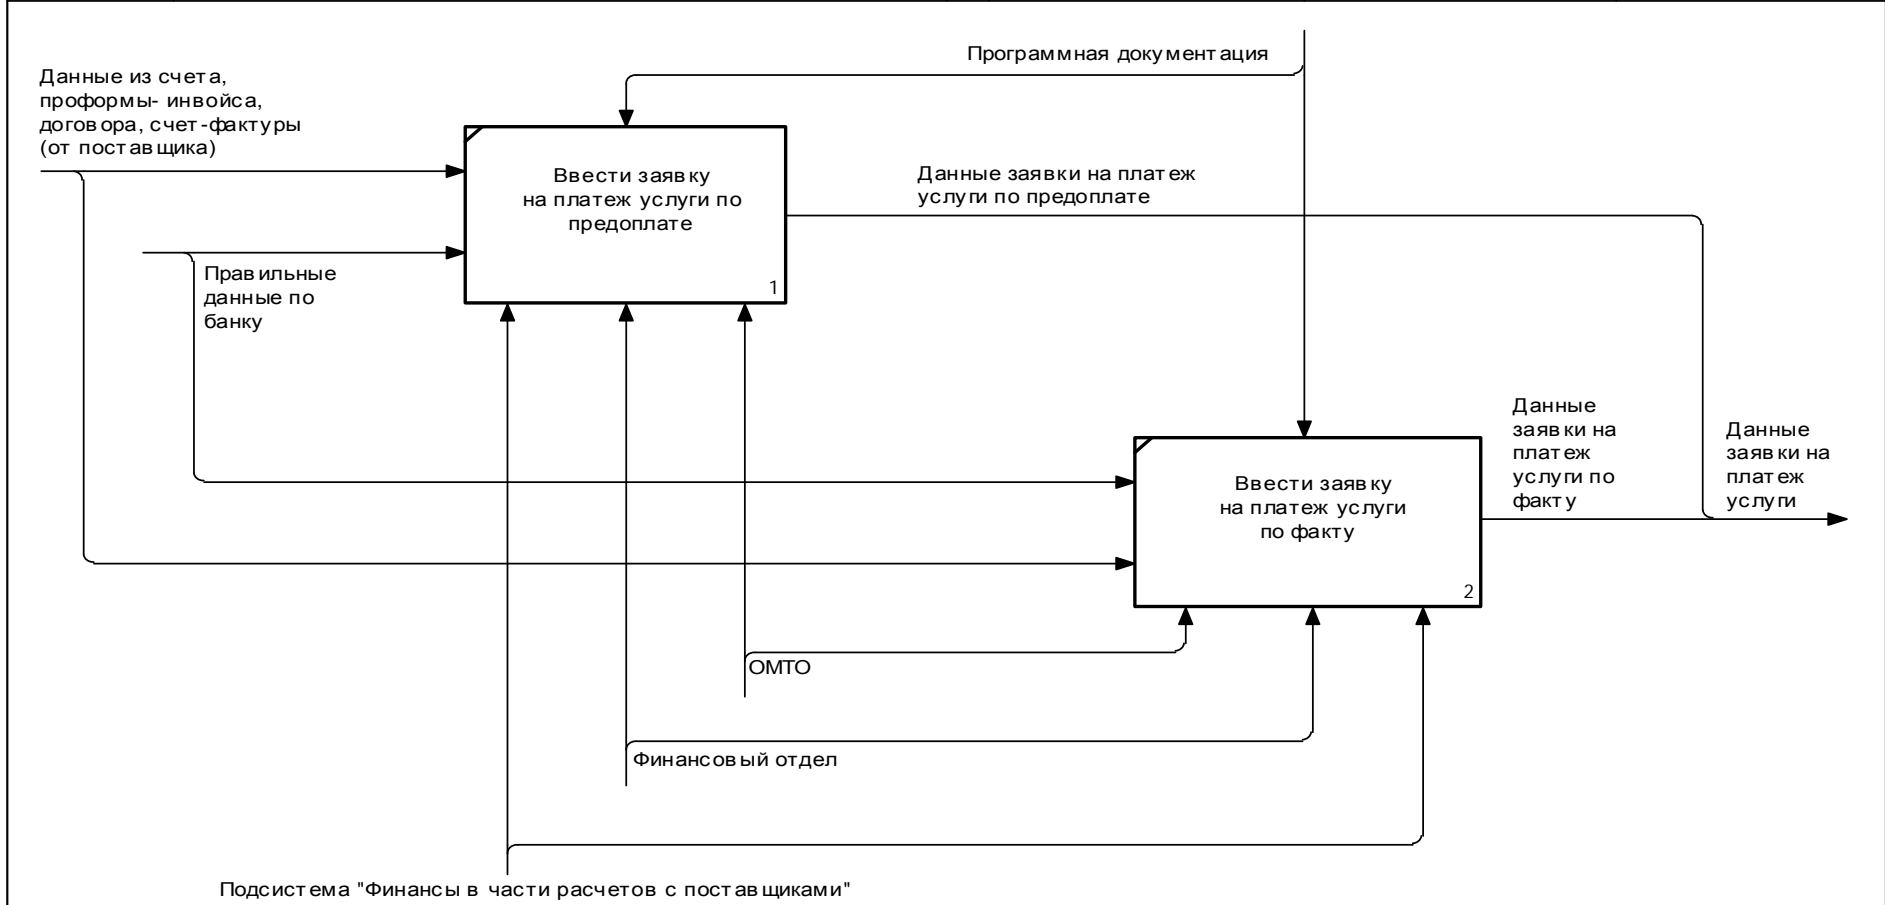 Программная документация
Данные из счета,
проформы- инвойса,
договора, счет-фактуры
(от поставщика)
Ввести заявку
на платеж услуги по
предоплате
1
Данные заявки на платеж
услуги по предоплате
Правильные
данные по
банку
Данные
заявки на
платеж
услуги по
факту
Данные
заявки на
платеж
услуги
Ввести заявку
на платеж услуги
по факту
2
ОМТО
Финансовый отдел
Подсистема "Финансы в части расчетов с поставщиками"